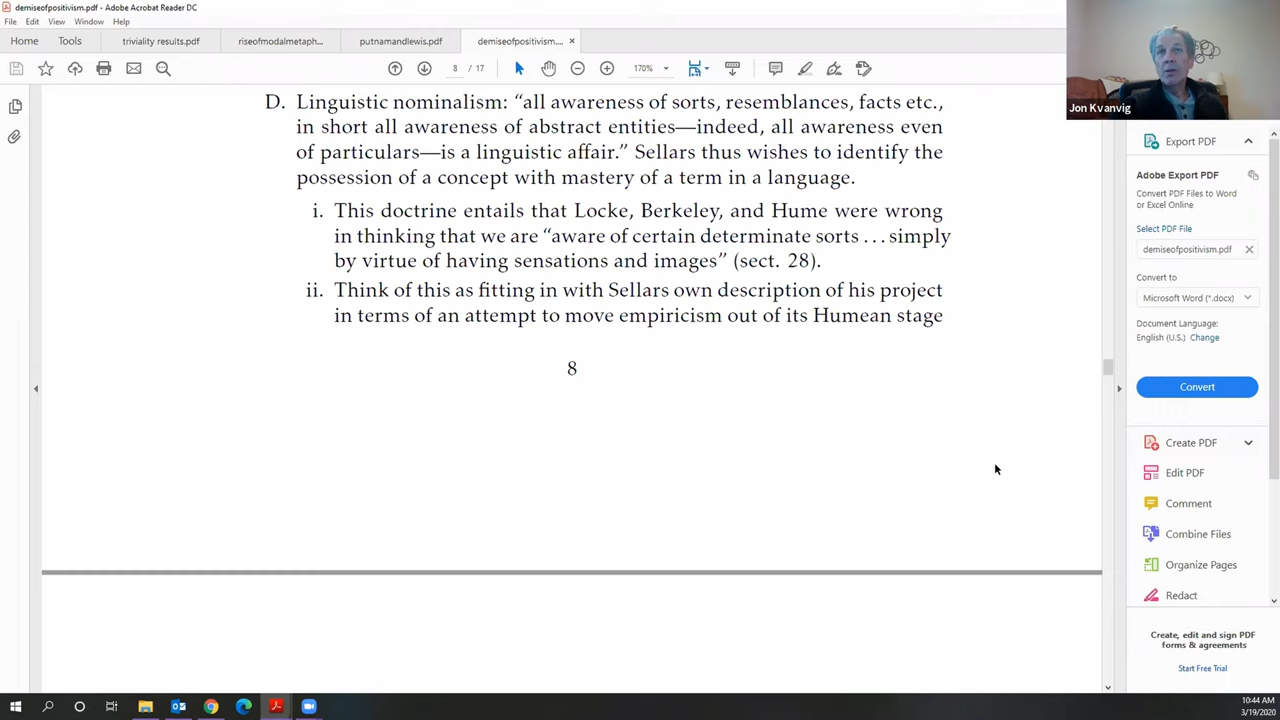 demiseofpositivism.pdf - Adobe Acrobat Reader DC
File Edit View Window Help
Home Tools triviality results.pdf riseofmodalmetaph... putnamandlewis.pdf demiseofpositivism.... ×
8 / 17 170%
Jon Kvanvig
D. Linguistic nominalism: “all awareness of sorts, resemblances, facts etc.,
in short all awareness of abstract entities—indeed, all awareness even
of particulars—is a linguistic affair.” Sellars thus wishes to identify the
possession of a concept with mastery of a term in a language.
i. This doctrine entails that Locke, Berkeley, and Hume were wrong
in thinking that we are “aware of certain determinate sorts . . . simply
by virtue of having sensations and images” (sect. 28).
ii. Think of this as fitting in with Sellars own description of his project
in terms of an attempt to move empiricism out of its Humean stage
8
Export PDF
Adobe Export PDF
Convert PDF Files to Word
or Excel Online
Select PDF File
demiseofpositivism.pdf ×
Convert to
Microsoft Word (*.docx)
Document Language:
English (U.S.) Change
Convert
Create PDF
Edit PDF
Comment
Combine Files
Organize Pages
Redact
Create, edit and sign PDF
forms & agreements
Start Free Trial
10:44 AM
3/19/2020